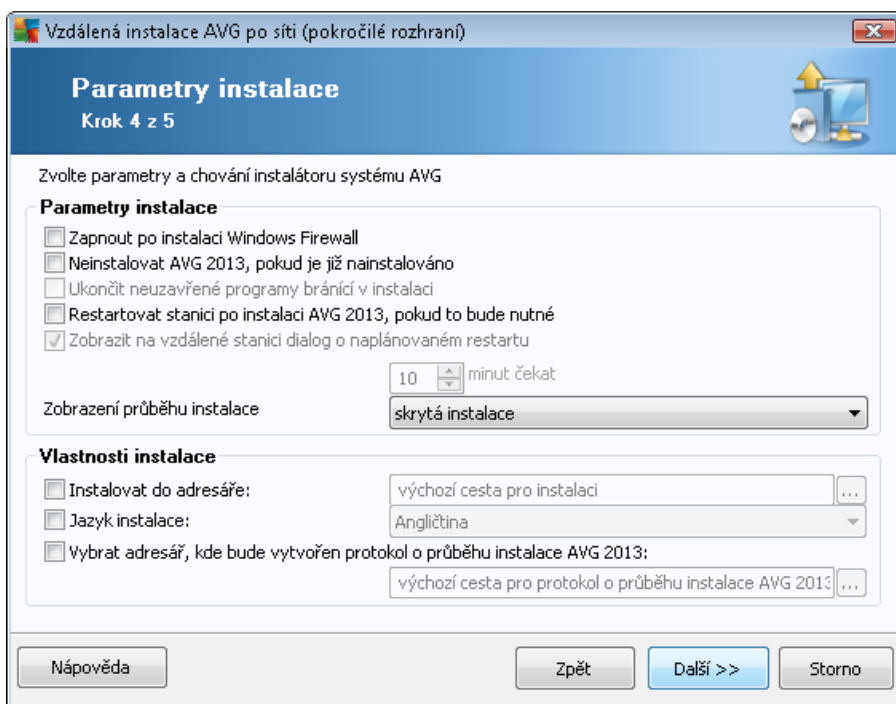 Vzdálená instalace AVG po síti (pokročilé rozhraní)
Parametry instalace
Krok 4 z 5
Zvolte parametry a chování instalátoru systému AVG
Parametry instalace
Zapnout po instalaci Windows Firewall
Neinstalovat AVG 2013, pokud je již nainstalováno
Ukončit neuzavřené programy bránící v instalaci
Restartovat stanici po instalaci AVG 2013, pokud to bude nutné
Zobrazit na vzdálené stanici dialog o naplánovaném restartu
10 minut čekat
Zobrazení průběhu instalace skrytá instalace
Vlastnosti instalace
Instalovat do adresáře: výchozí cesta pro instalaci ...
Jazyk instalace: Angličtina
Vybrat adresář, kde bude vytvořen protokol o průběhu instalace AVG 2013:
výchozí cesta pro protokol o průběhu instalace AVG 2013 ...
Nápověda Zpět Další >> Storno